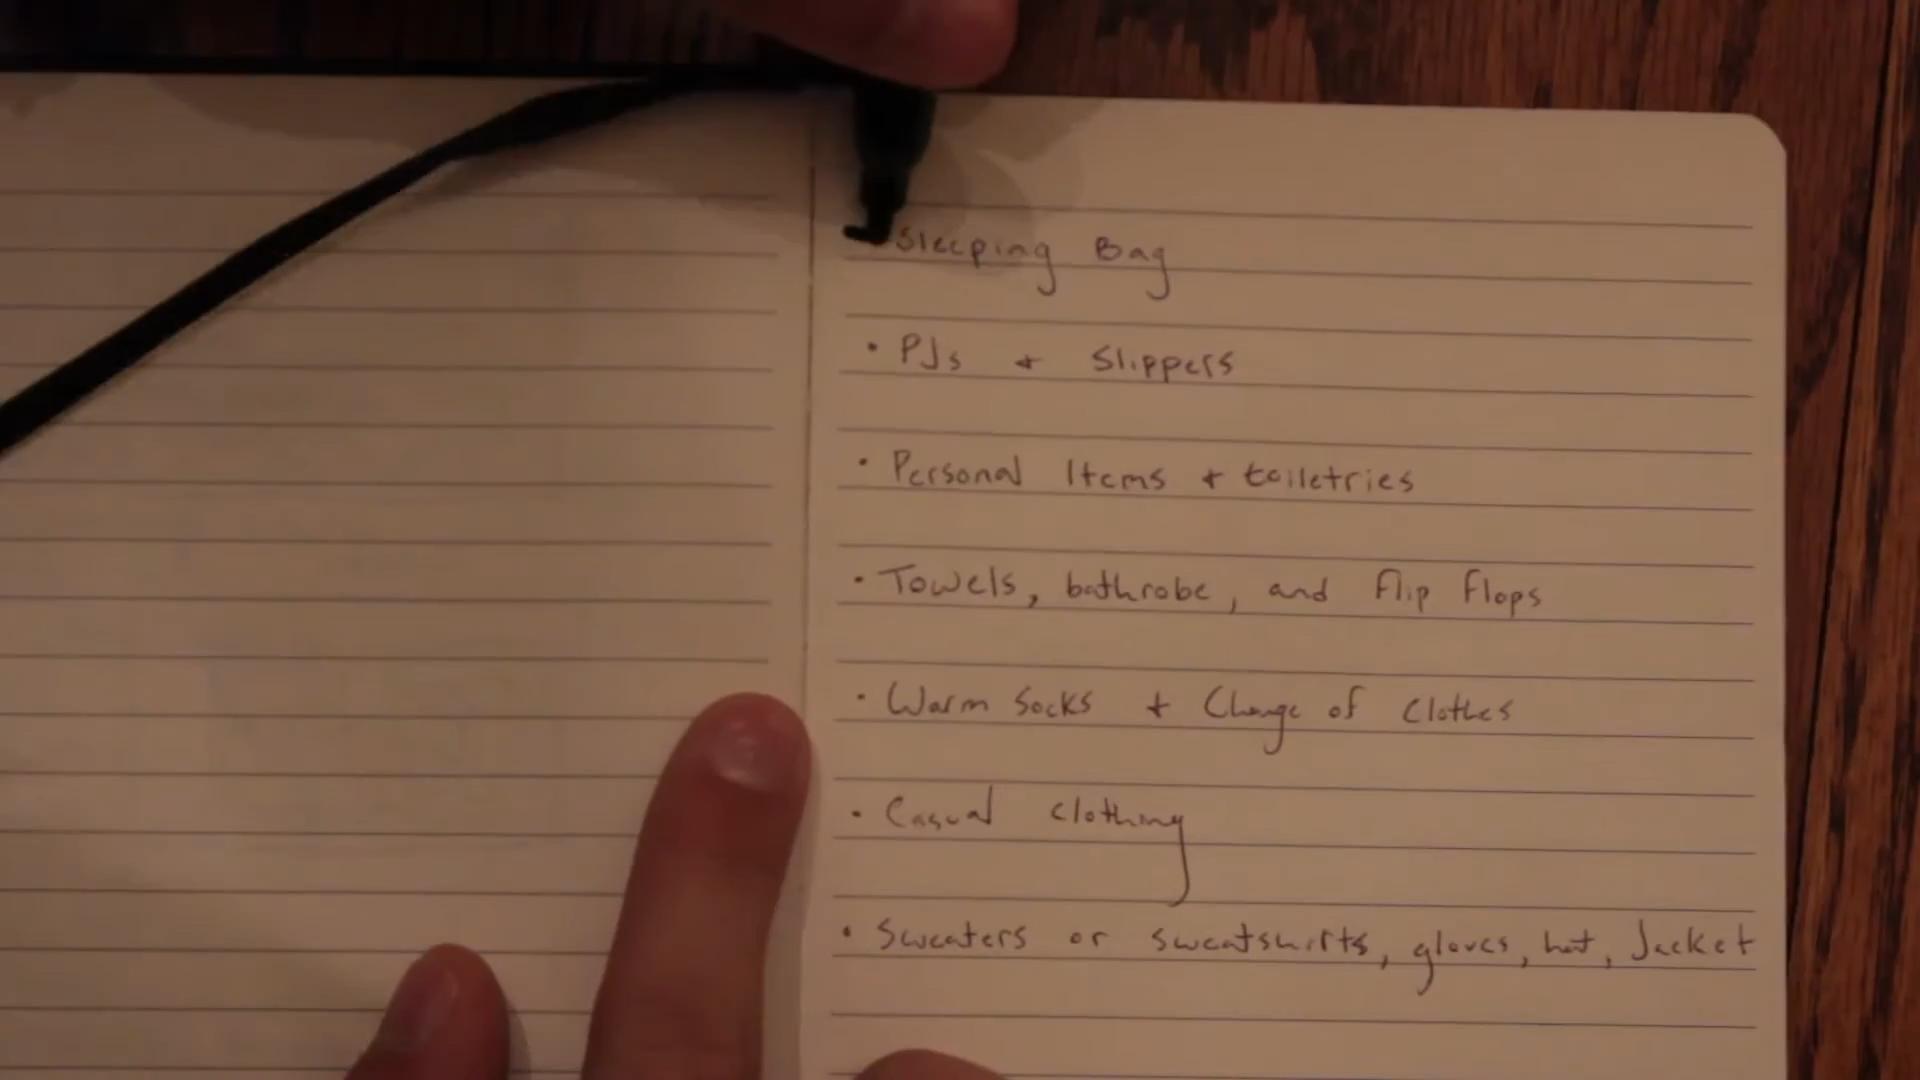 Sleeping Bag
• PJs + Slippers
• Personal Items + toiletries
• Towels, bathrobe, and flip flops
• Warm Socks + Change of Clothes
• Casual clothing
• Sweaters or sweatshirts, gloves, hat, Jacket